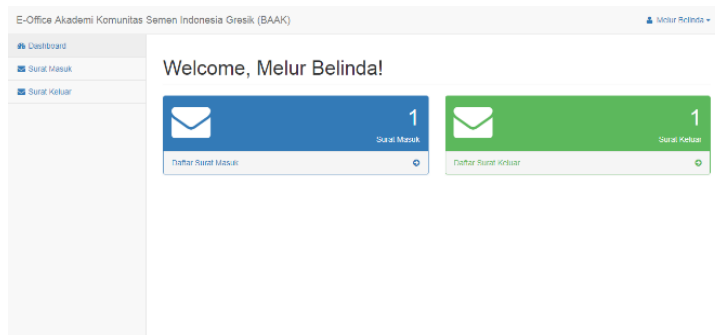 E-Office Akademi Komunitas Semen Indonesia Gresik (BAAK)
Melur Belinda
Dashboard
Surat Masuk
Surat Keluar
Welcome, Melur Belinda!
1
Surat Masuk
Daftar Surat Masuk
1
Surat Keluar
Daftar Surat Keluar